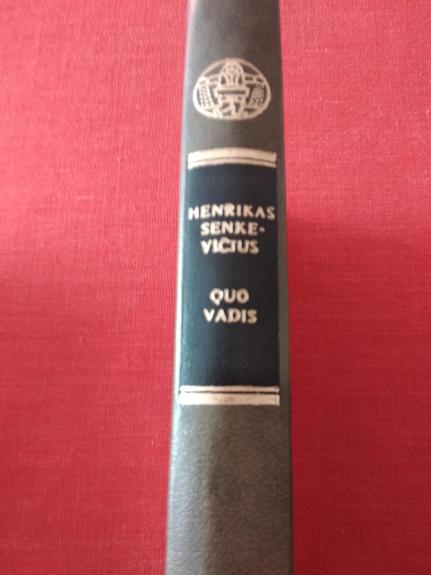 HENRIKAS
SENKE-
VIČIUS
QUO
VADIS